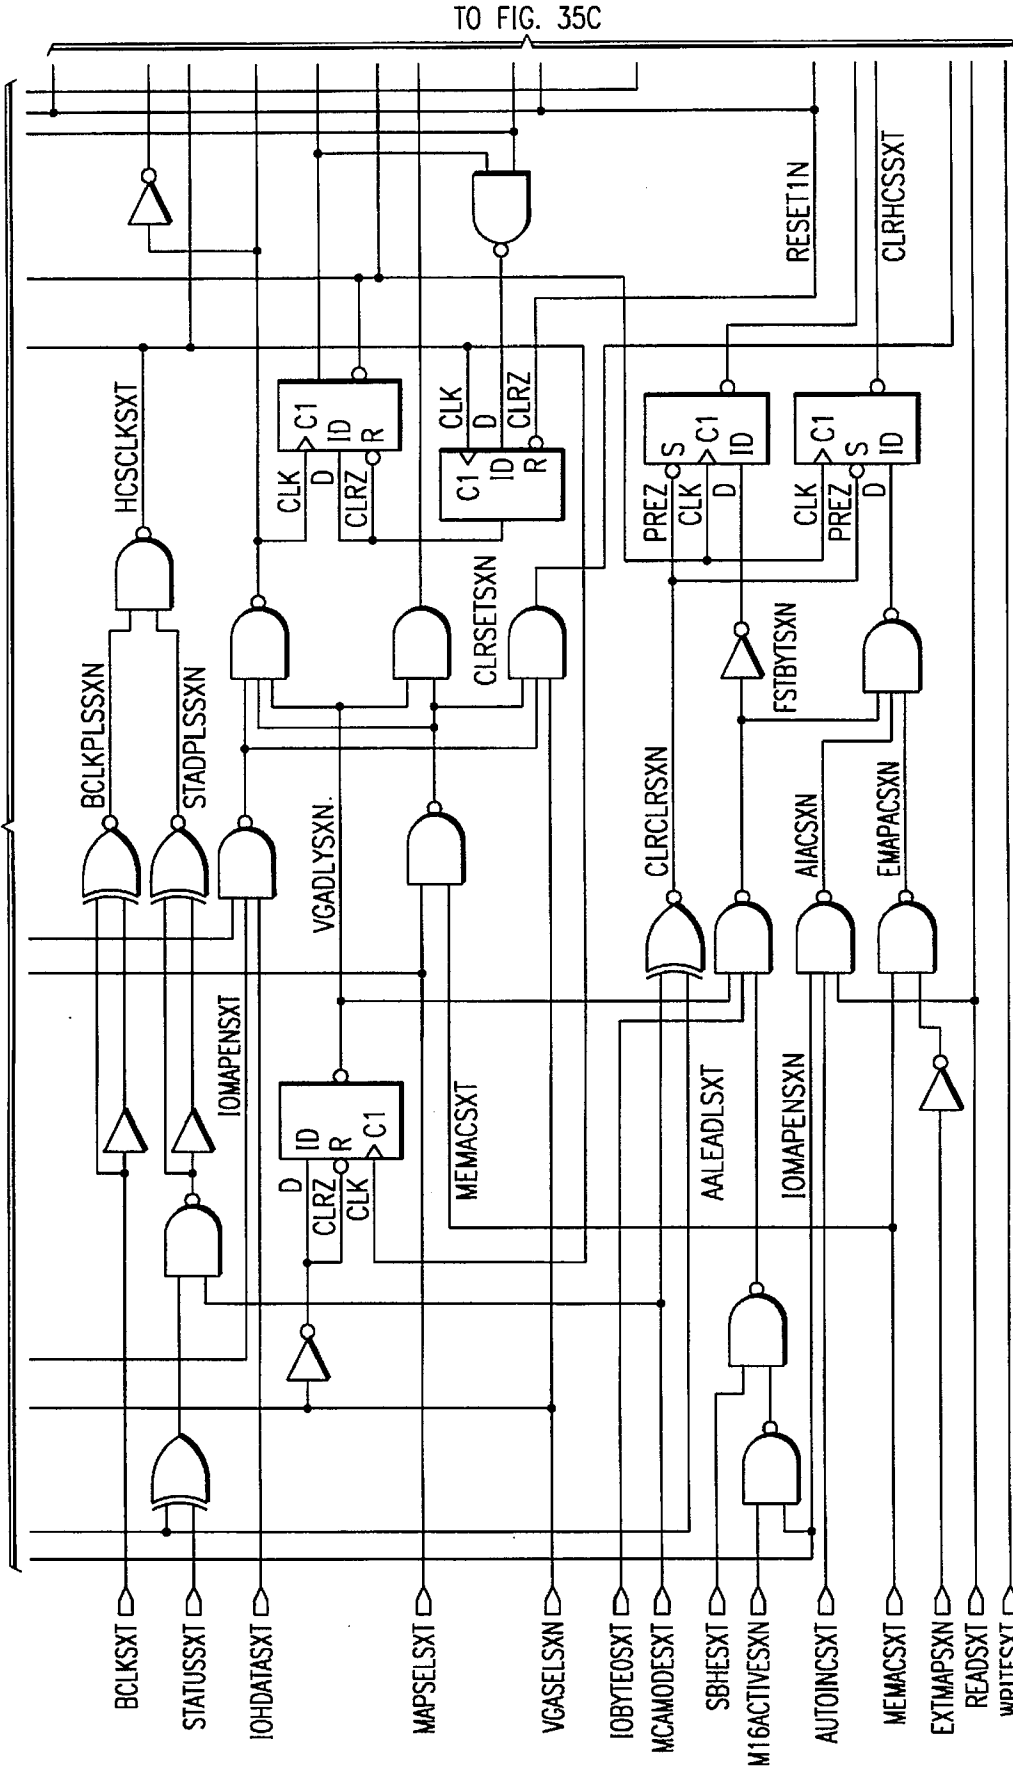 TO FIG. 35C
RESET1N
CLRHCSSXT
HCSCLKSXT
C1
ID
R
CLK
D
CLRZ
CLK
D
CLRZ
C1
ID
R
S
C1
ID
PREZ
CLK
D
C1
S
ID
CLK
PREZ
D
BCLKPLSSXN
STADPLSSXN
CLRSETSXN
FSTBYTSXN
VGADLYSXN
CLRCLRSXN
AIACSXN
EMAPACSXN
IOMAPENSXT
ID
R
C1
D
CLRZ
CLK
MEMACSXT
AALEADLSXT
IOMAPENSXN
BCLKSXT
STATUSSXT
IOHDATASXT
MAPSELSXT
VGASELSXN
IOBYTE0SXT
MCAMODESXT
SBHESXT
M16ACTIVESXN
AUTOINCSXT
MEMACSXT
EXTMAPSXN
READSXT
WRITESXT